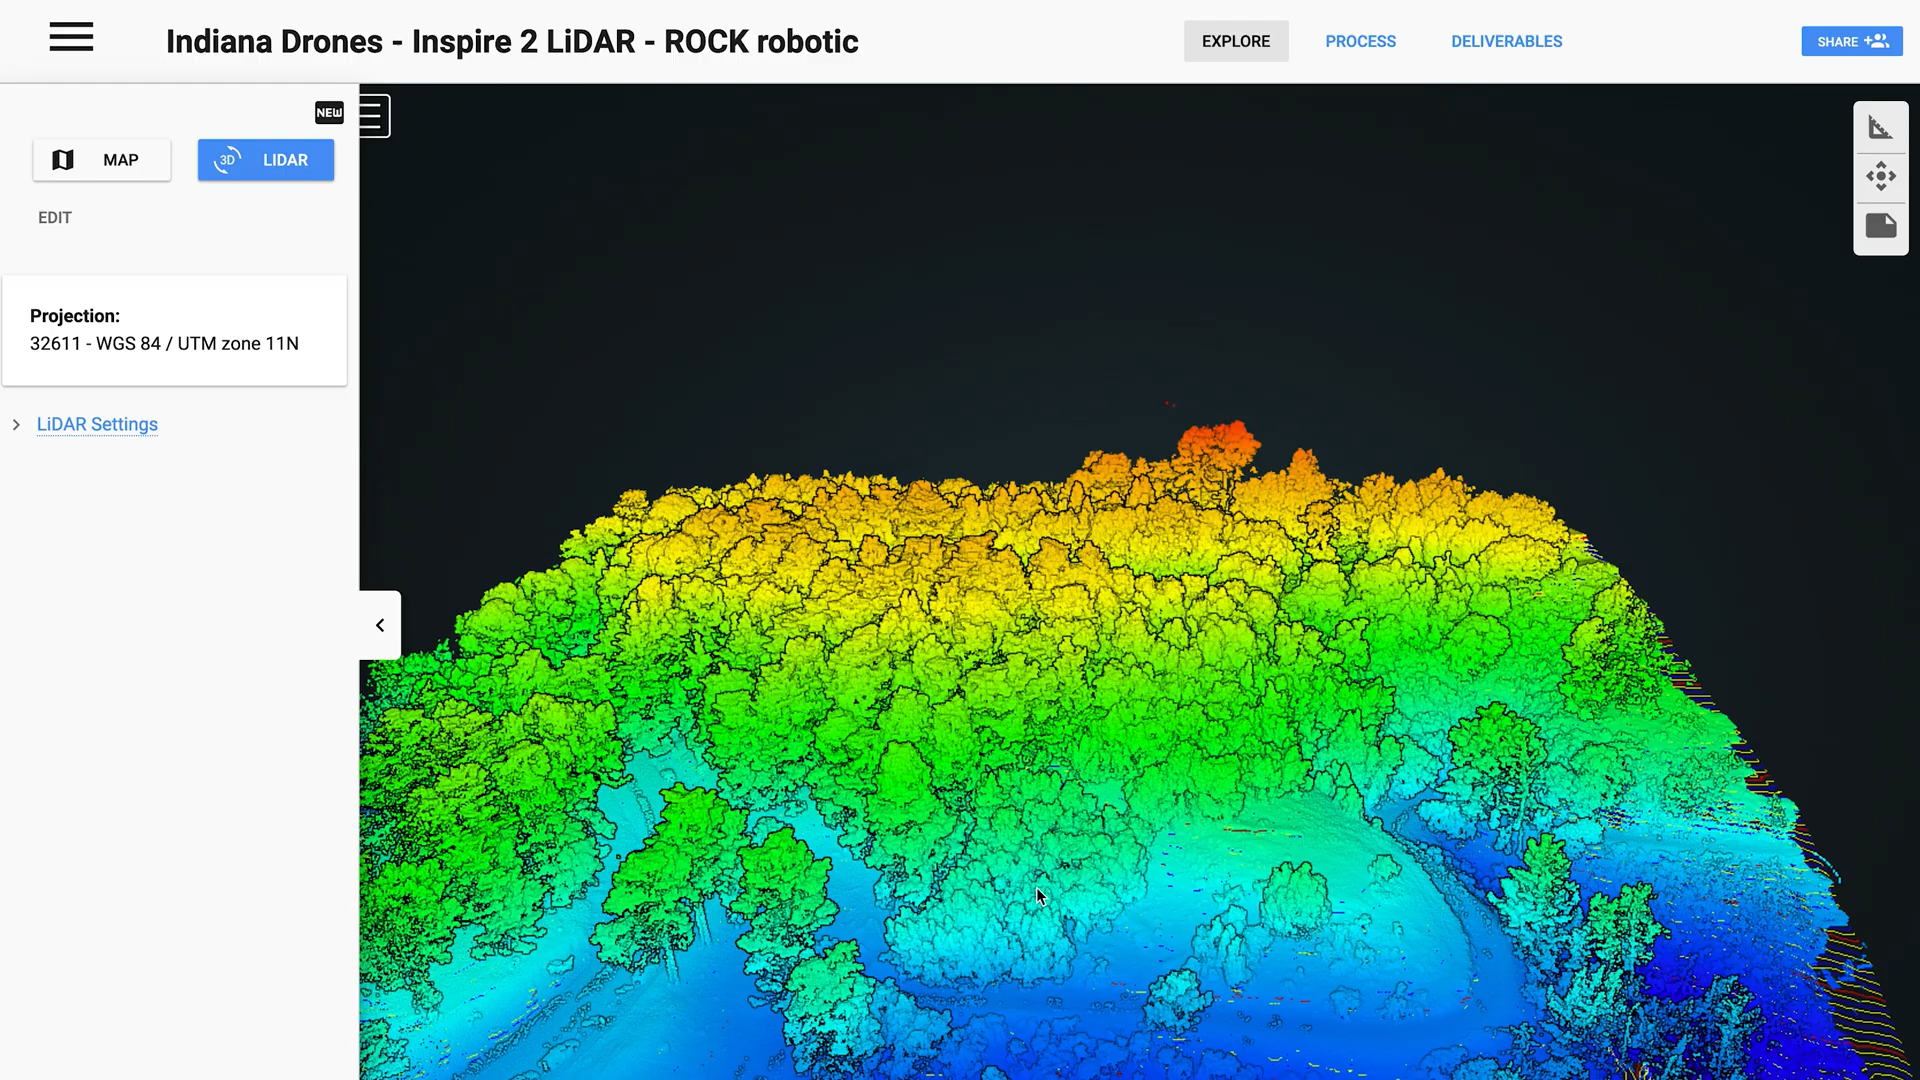 Indiana Drones - Inspire 2 LiDAR - ROCK robotic
EXPLORE
PROCESS
DELIVERABLES
SHARE
NEW
MAP
3D
LIDAR
EDIT
Projection:
32611 - WGS 84 / UTM zone 11N
LiDAR Settings